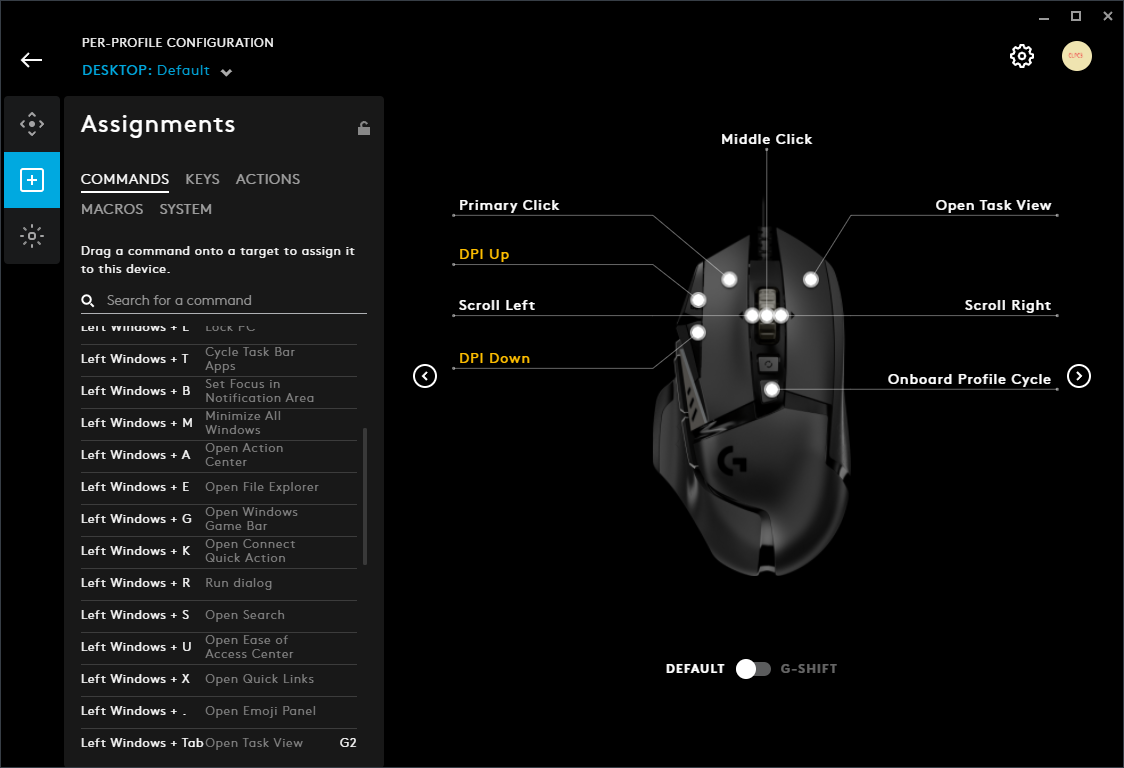 PER-PROFILE CONFIGURATION
DESKTOP: Default
Assignments
COMMANDS KEYS ACTIONS
MACROS SYSTEM
Drag a command onto a target to assign it
to this device.
Search for a command
Left Windows + L Lock PC
Left Windows + T Cycle Task Bar
Apps
Left Windows + B Set Focus in
Notification Area
Left Windows + M Minimize All
Windows
Left Windows + A Open Action
Center
Left Windows + E Open File Explorer
Left Windows + G Open Windows
Game Bar
Left Windows + K Open Connect
Quick Action
Left Windows + R Run dialog
Left Windows + S Open Search
Left Windows + U Open Ease of
Access Center
Left Windows + X Open Quick Links
Left Windows + . Open Emoji Panel
Left Windows + Tab Open Task View G2
Middle Click
Primary Click
Open Task View
DPI Up
Scroll Left
Scroll Right
DPI Down
Onboard Profile Cycle
DEFAULT G-SHIFT